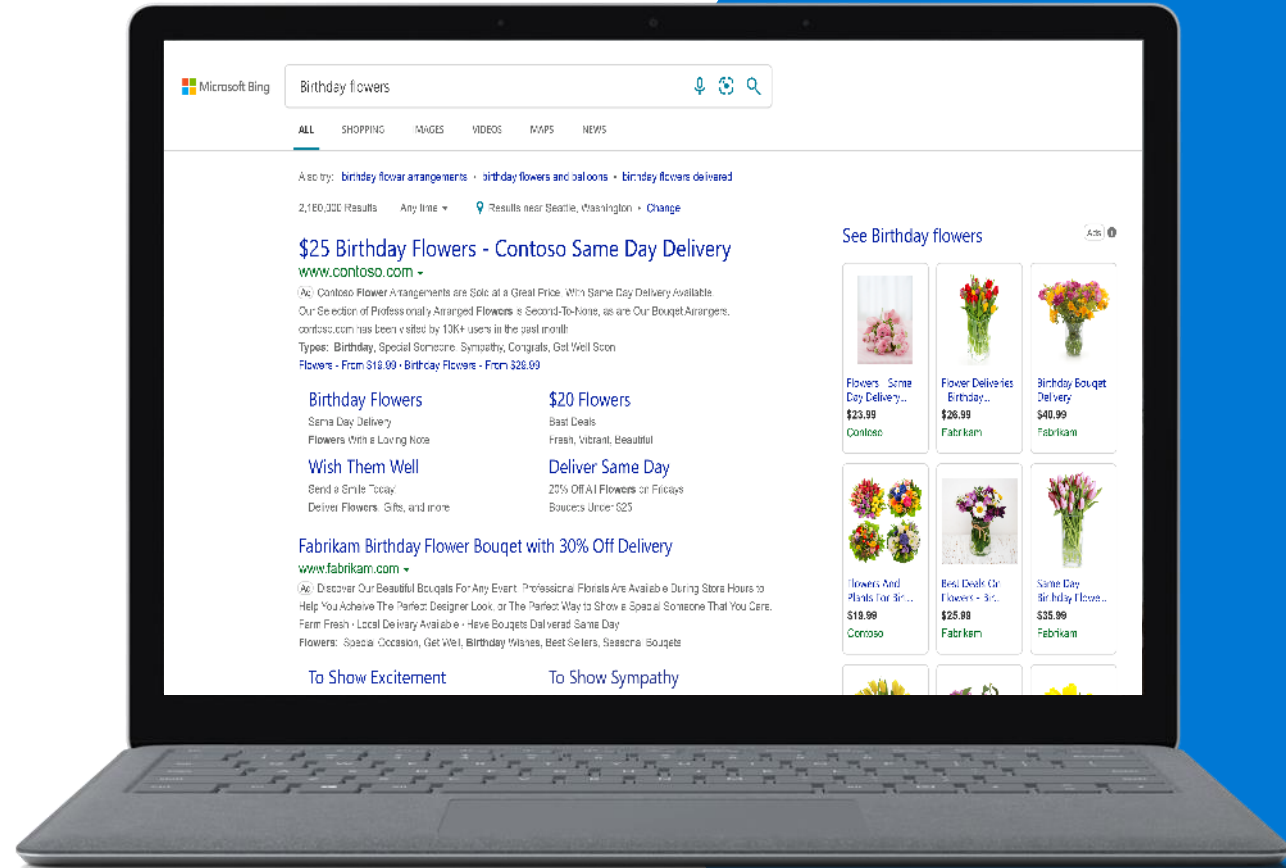 Microsoft Bing
Birthday flowers
ALL SHOPPING IMAGES VIDEOS MAPS NEWS
Also try: birthday flower arrangements • birthday flowers and balloons • birthday flowers delivered
2,160,000 Results Any time Results near Seattle, Washington • Change
$25 Birthday Flowers - Contoso Same Day Delivery
www.contoso.com
Ad Contoso Flower Arrangements are Sold at a Great Price. With Same Day Delivery Available
Our Selection of Professionally Arranged Flowers is Second-To-None, as are Our Bouqet Arrangers.
contoso.com has been visited by 10K+ users in the past month
Types: Birthday, Special Someone, Sympathy, Congrats, Get Well Soon
Flowers - From $19.99 · Birthday Flowers - From $29.99
Birthday Flowers
Same Day Delivery
Flowers With a Loving Note
$20 Flowers
Best Deals
Fresh, Vibrant, Beautiful
Wish Them Well
Send a Smile Today!
Deliver Flowers, Gifts, and more
Deliver Same Day
20% Off All Flowers on Fridays
Bouqets Under $25
Fabrikam Birthday Flower Bouqet with 30% Off Delivery
www.fabrikam.com
Ad Discover Our Beautiful Bouqets For Any Event. Professional Florists Are Available During Store Hours to
Help You Acheive The Perfect Designer Look, or The Perfect Way to Show a Special Someone That You Care.
Farm Fresh · Local Delivery Available · Have Bouqets Delivered Same Day
Flowers: Special Occasion, Get Well, Birthday Wishes, Best Sellers, Seasonal Bouqets
To Show Excitement
To Show Sympathy
See Birthday flowers
Ads
Flowers - Same
Day Delivery...
$23.99
Contoso
Flower Deliveries
- Birthday...
$26.99
Fabrikam
Birthday Bouqet
Delivery
$40.99
Fabrikam
Flowers And
Plants For Bir...
$19.99
Contoso
Best Deals On
Flowers - Bir...
$25.99
Fabrikam
Same Day
Birthday Flowe...
$35.99
Fabrikam